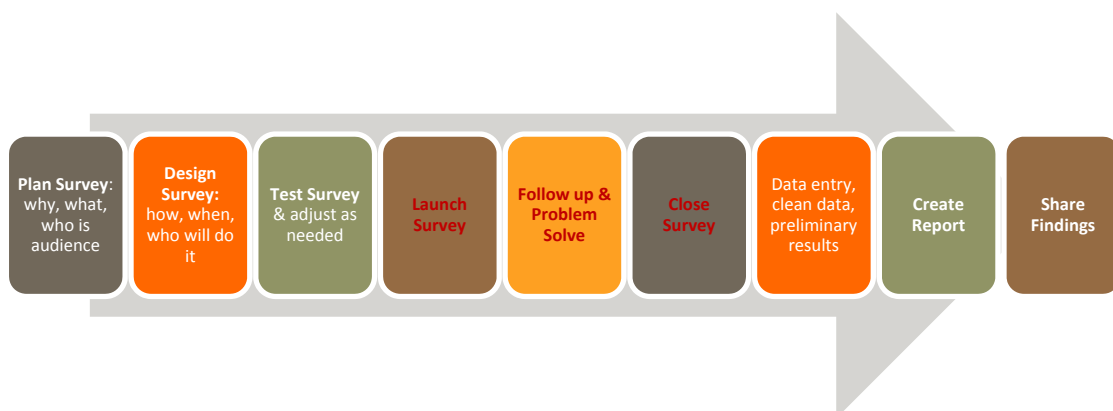 Plan Survey:
why, what,
who is
audience
Design
Survey:
how, when,
who will do
it
Test Survey
& adjust as
needed
Launch
Survey
Follow up &
Problem
Solve
Close
Survey
Data entry,
clean data,
preliminary
results
Create
Report
Share
Findings